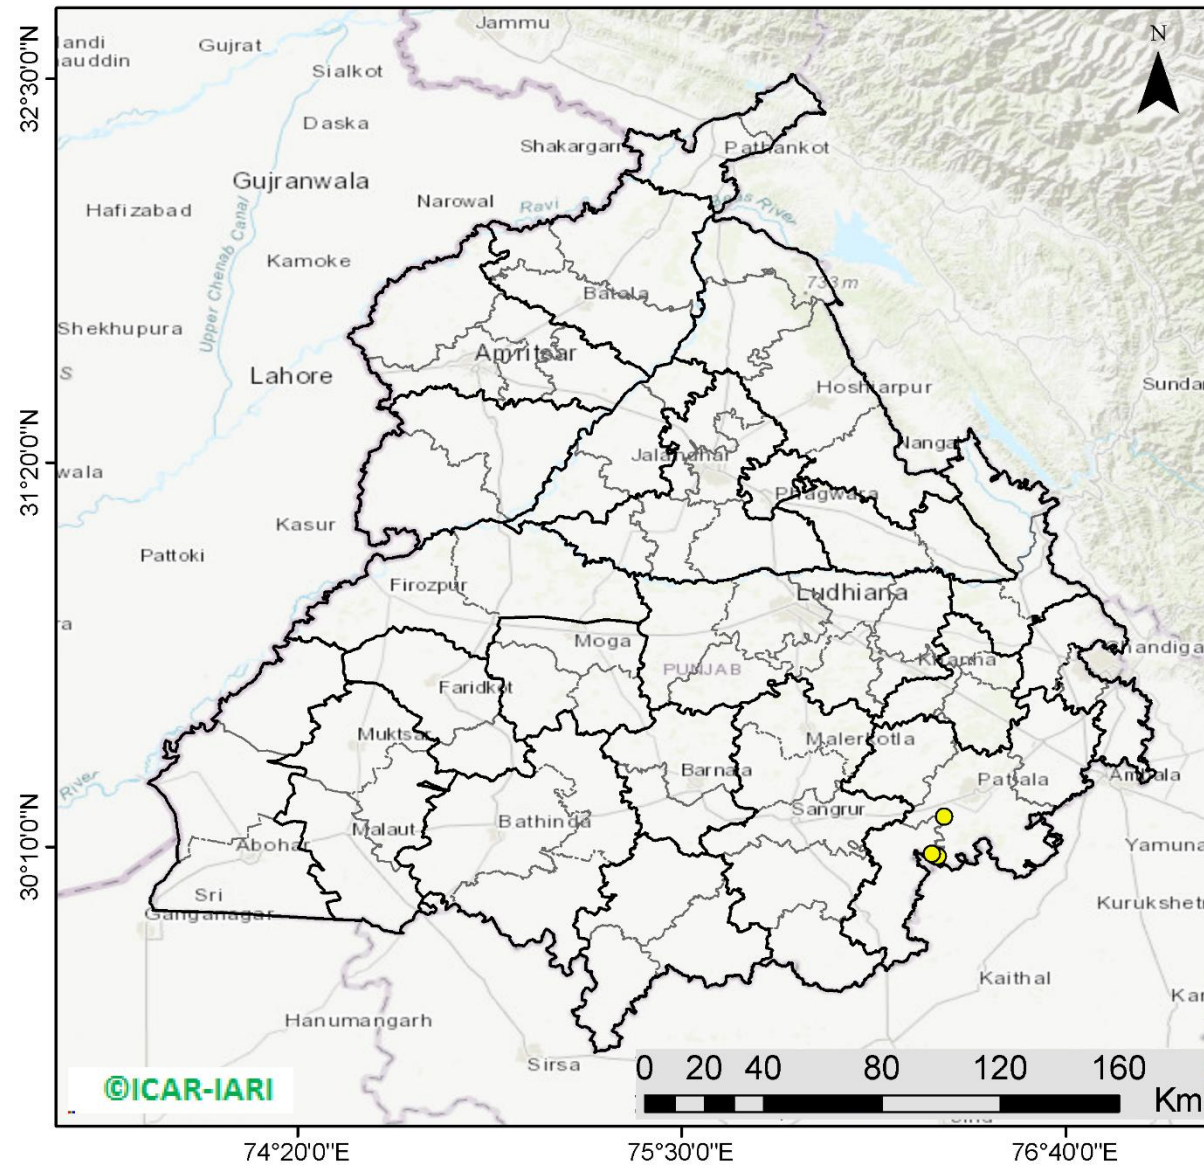 Jammu
N
andi
auddin
Gujrat
Sialkot
32°30'0"N
Daska
Shakargarh
Pathankot
Gujranwala
Narowal
Ravi
Beas River
Hafizabad
Upper Chenab Canal
Kamoke
733 m
Batala
Shekhupura
Amritsar
S
Lahore
Hoshiarpur
Sundar
31°20'0"N
wala
Jalandhar
Nangal
Phagwara
Kasur
Pattoki
Firozpur
Ludhiana
ra
Moga
Chandiga
PUNJAB
Khanna
Faridkot
Muktsar
Malerkotla
River
Barnala
Patiala
Ambala
Sangrur
Bathinda
Malaut
30°10'0"N
Abohar
Yamuna
Sri
Ganganagar
Kurukshetr
Kaithal
Kar
Hanumangarh
Sirsa
©ICAR-IARI
0 20 40 80 120 160
Km
74°20'0"E
75°30'0"E
76°40'0"E